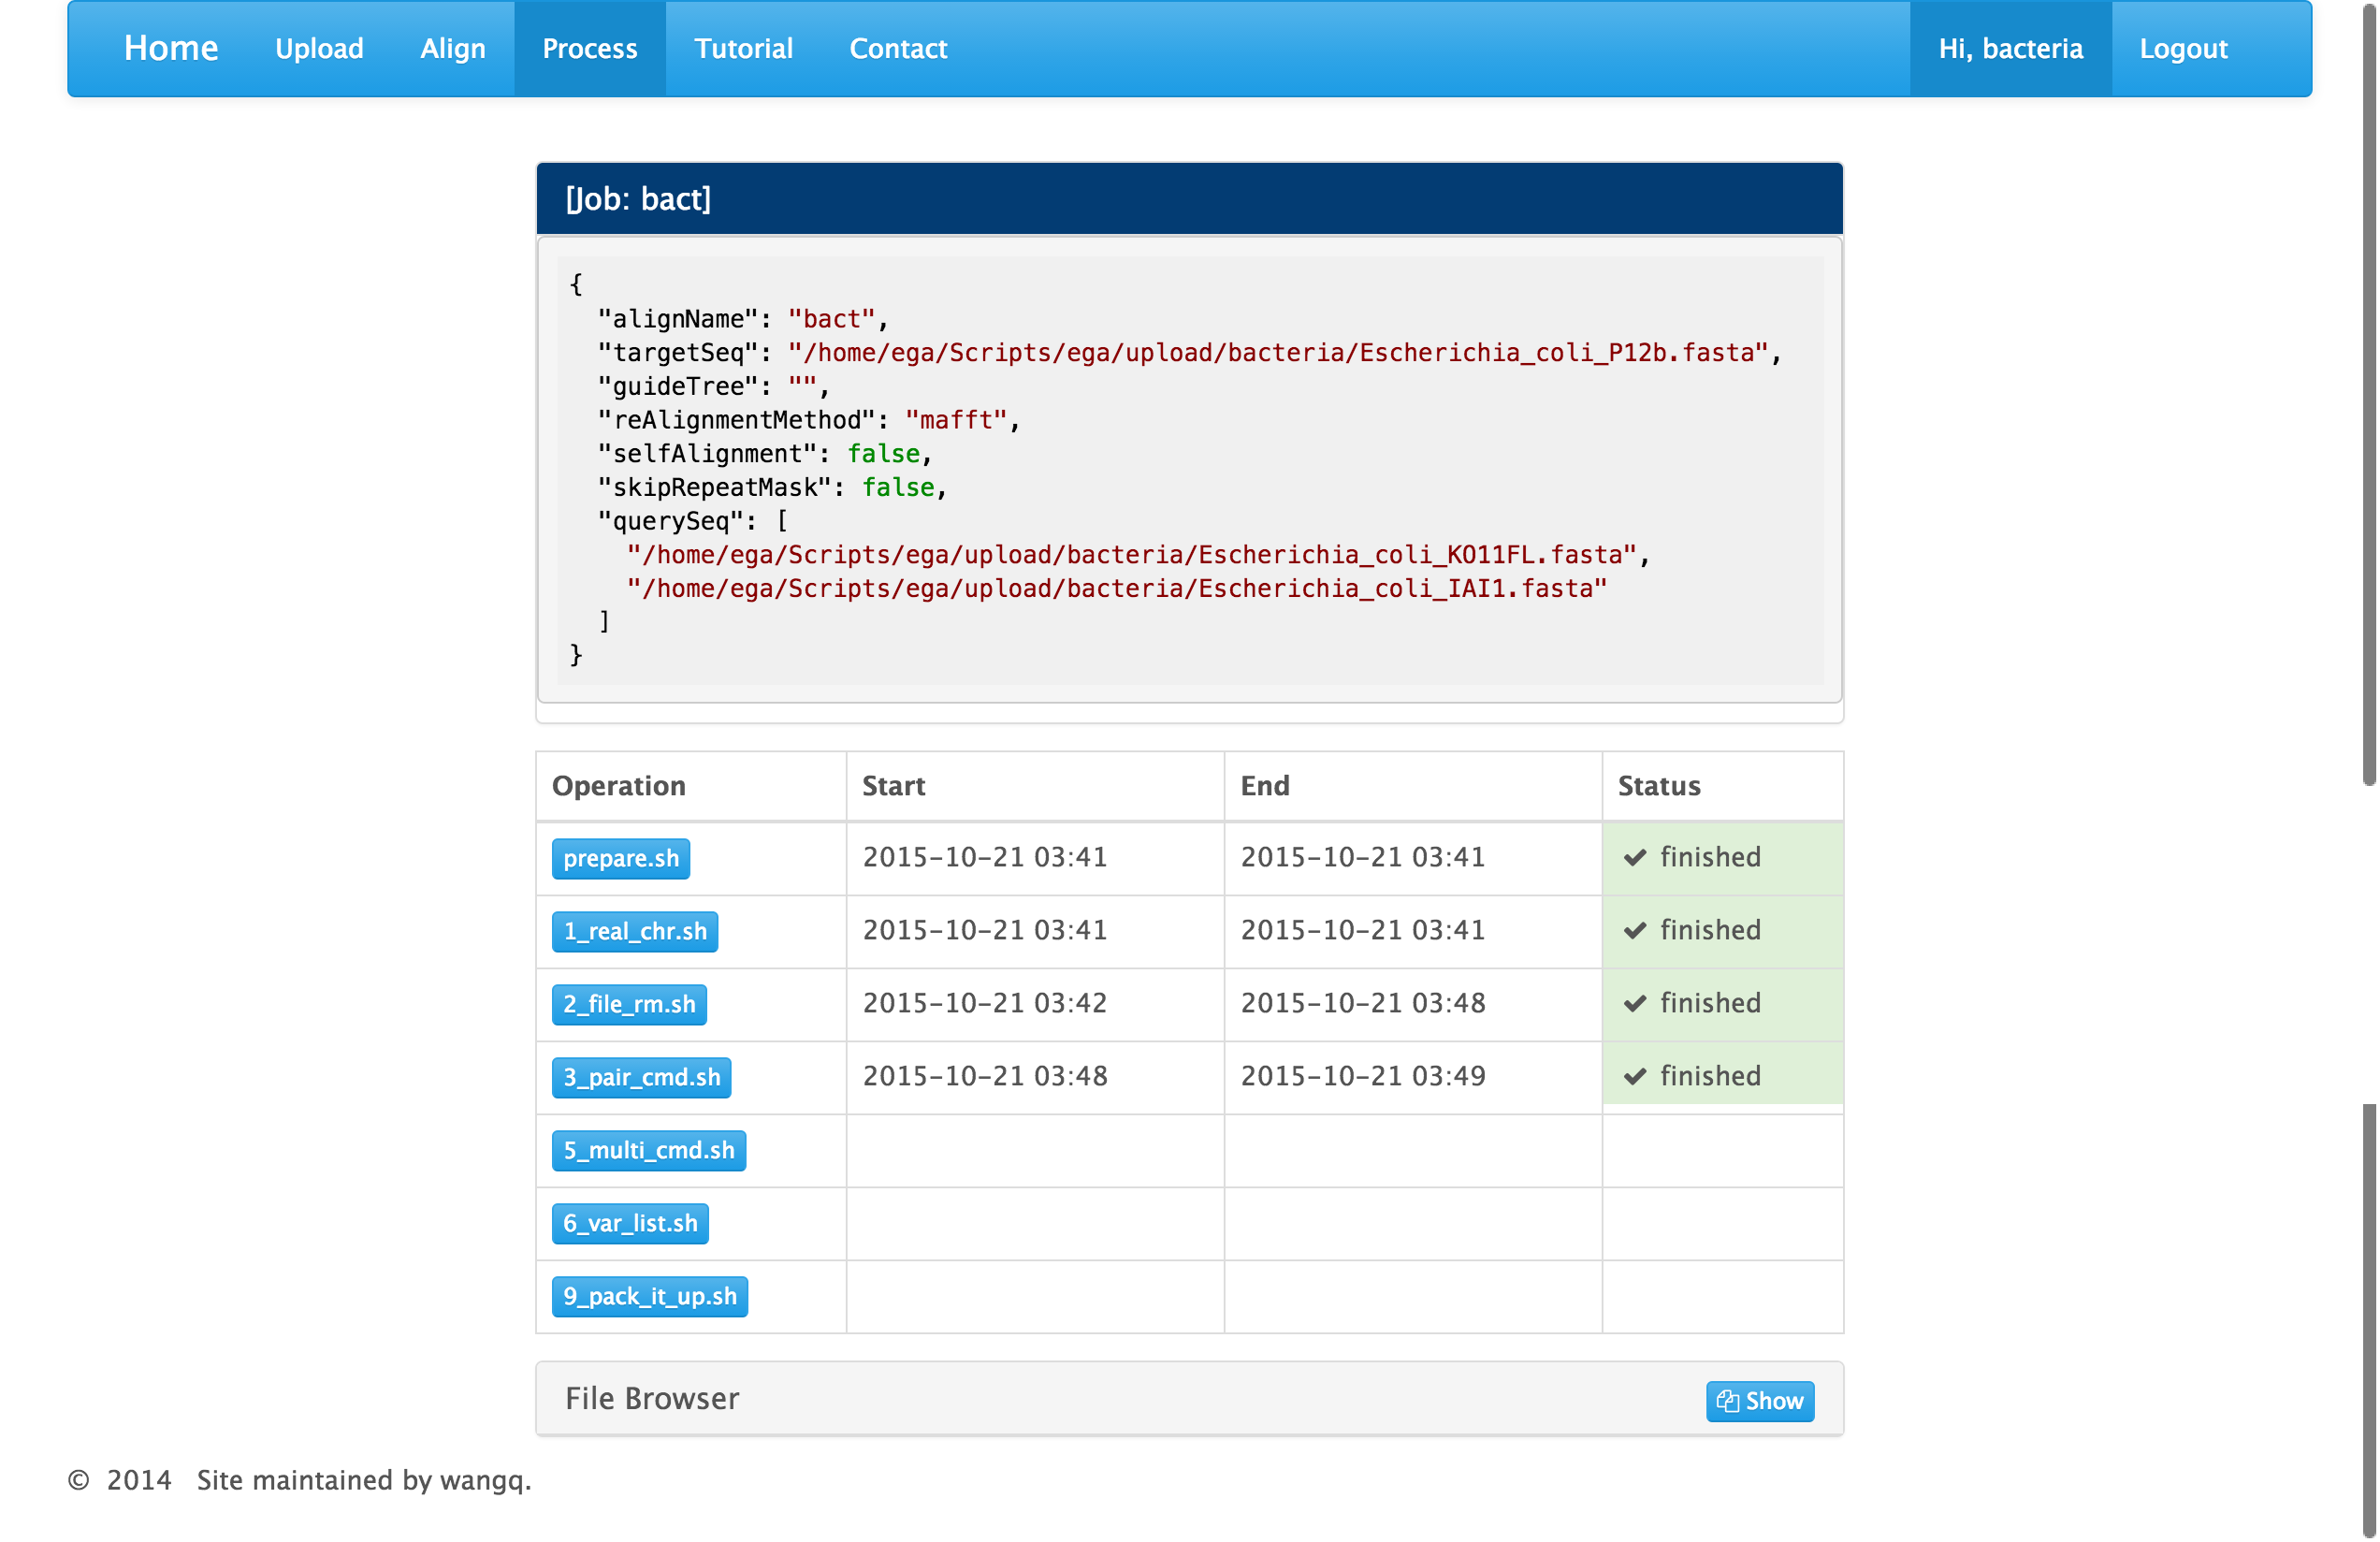 Home Upload Align Process Tutorial Contact Hi, bacteria Logout
[Job: bact]
{
"alignName": "bact",
"targetSeq": "/home/ega/Scripts/ega/upload/bacteria/Escherichia_coli_P12b.fasta",
"guideTree": "",
"reAlignmentMethod": "mafft",
"selfAlignment": false,
"skipRepeatMask": false,
"querySeq": [
"/home/ega/Scripts/ega/upload/bacteria/Escherichia_coli_KO11FL.fasta",
"/home/ega/Scripts/ega/upload/bacteria/Escherichia_coli_IAI1.fasta"
]
}
Operation Start End Status
prepare.sh 2015-10-21 03:41 2015-10-21 03:41 ✔ finished
1_real_chr.sh 2015-10-21 03:41 2015-10-21 03:41 ✔ finished
2_file_rm.sh 2015-10-21 03:42 2015-10-21 03:48 ✔ finished
3_pair_cmd.sh 2015-10-21 03:48 2015-10-21 03:49 ✔ finished
5_multi_cmd.sh
6_var_list.sh
9_pack_it_up.sh
File Browser Show
© 2014 Site maintained by wangq.